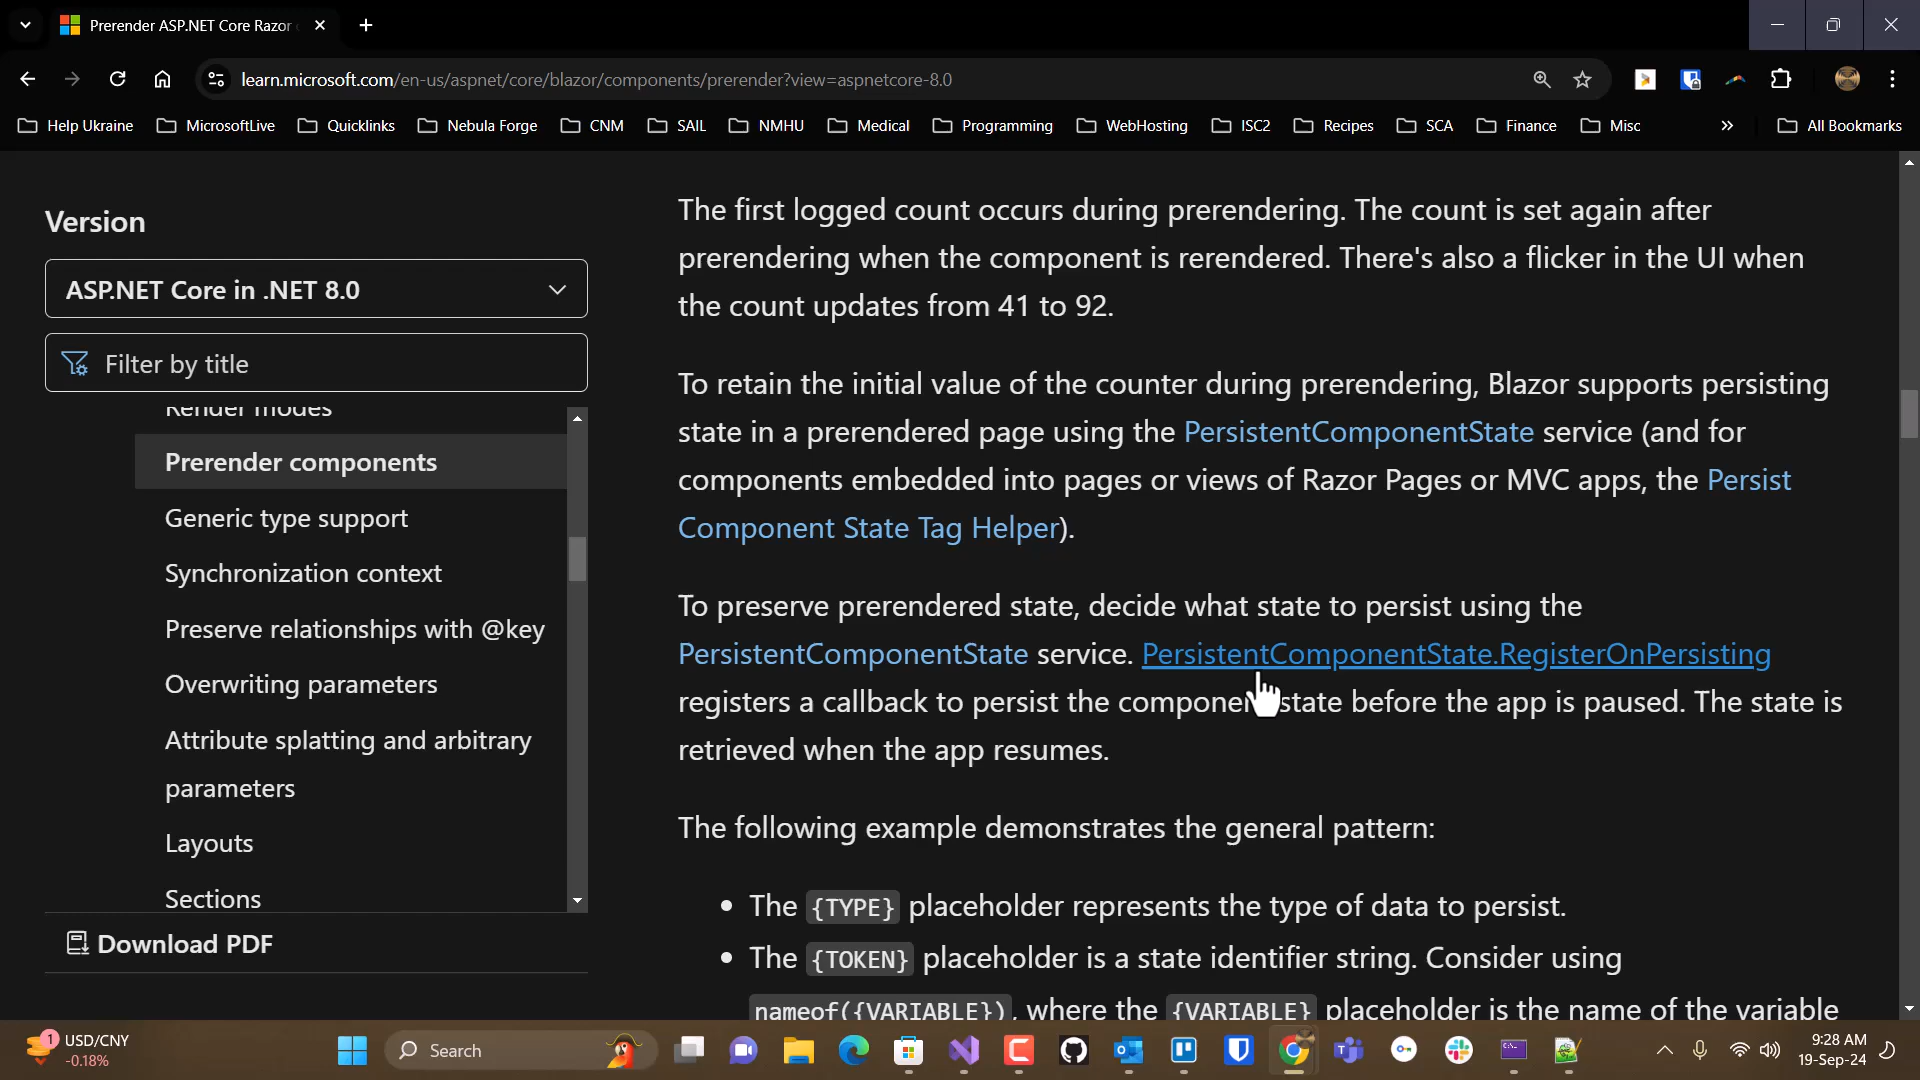 Prerender ASP.NET Core Razor
learn.microsoft.com/en-us/aspnet/core/blazor/components/prerender?view=aspnetcore-8.0
Help Ukraine MicrosoftLive Quicklinks Nebula Forge CNM SAIL NMHU Medical Programming WebHosting ISC2 Recipes SCA Finance Misc All Bookmarks
Version
ASP.NET Core in .NET 8.0
Filter by title
Render modes
Prerender components
Generic type support
Synchronization context
Preserve relationships with @key
Overwriting parameters
Attribute splatting and arbitrary
parameters
Layouts
Sections
Download PDF
The first logged count occurs during prerendering. The count is set again after
prerendering when the component is rerendered. There's also a flicker in the UI when
the count updates from 41 to 92.
To retain the initial value of the counter during prerendering, Blazor supports persisting
state in a prerendered page using the PersistentComponentState service (and for
components embedded into pages or views of Razor Pages or MVC apps, the Persist
Component State Tag Helper).
To preserve prerendered state, decide what state to persist using the
PersistentComponentState service. PersistentComponentState.RegisterOnPersisting
registers a callback to persist the component state before the app is paused. The state is
retrieved when the app resumes.
The following example demonstrates the general pattern:
• The {TYPE} placeholder represents the type of data to persist.
• The {TOKEN} placeholder is a state identifier string. Consider using
nameof({VARIABLE}), where the {VARIABLE} placeholder is the name of the variable
1
USD/CNY
-0.18%
Search
9:28 AM
19-Sep-24